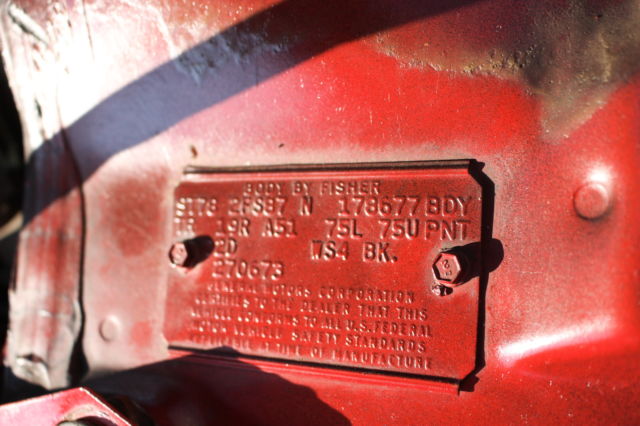 BODY BY FISHER
ST78 2FS87 N 178677 BDY
TR 19R A51 75L 75U PNT
2D WS4 BK.
270673
GENERAL MOTORS CORPORATION
CERTIFIES TO THE DEALER THAT THIS
VEHICLE CONFORMS TO ALL U.S. FEDERAL
MOTOR VEHICLE SAFETY STANDARDS
APPLICABLE AT TIME OF MANUFACTURE